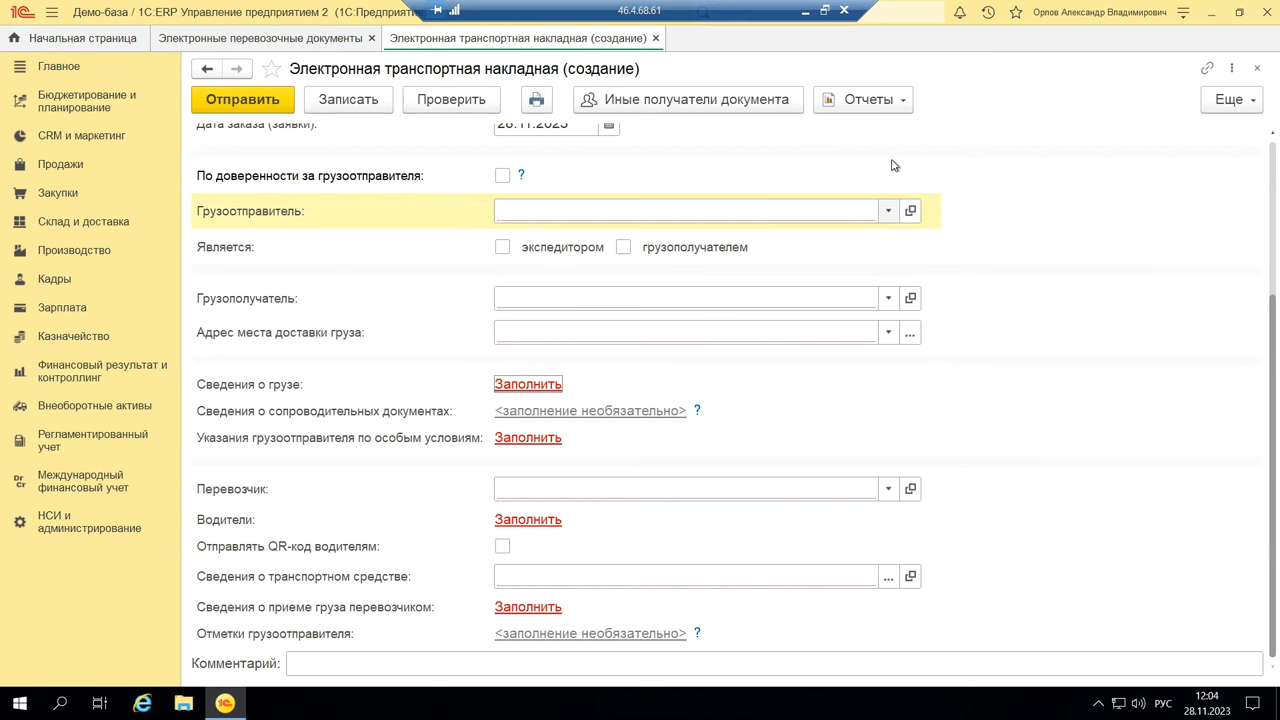 Демо-база / 1С:ERP Управление предприятием 2 (1С:Предприятие
46.4.68.61
Орлов Александр Владимирович
Начальная страница
Электронные перевозочные документы ×
Электронная транспортная накладная (создание) ×
Главное
Бюджетирование и
планирование
CRM и маркетинг
Продажи
Закупки
Склад и доставка
Производство
Кадры
Зарплата
Казначейство
Финансовый результат и
контроллинг
Внеоборотные активы
Регламентированный
учет
Международный
финансовый учет
НСИ и
администрирование
Электронная транспортная накладная (создание)
Отправить
Записать
Проверить
Иные получатели документа
Отчеты
Еще
Дата заказа (заявки):
28.11.2023
По доверенности за грузоотправителя:
?
Грузоотправитель:
Является:
экспедитором
грузополучателем
Грузополучатель:
Адрес места доставки груза:
Сведения о грузе:
Заполнить
Сведения о сопроводительных документах:
<заполнение необязательно> ?
Указания грузоотправителя по особым условиям:
Заполнить
Перевозчик:
Водители:
Заполнить
Отправлять QR-код водителям:
Сведения о транспортном средстве:
Сведения о приеме груза перевозчиком:
Заполнить
Отметки грузоотправителя:
<заполнение необязательно> ?
Комментарий:
РУС
12:04
28.11.2023